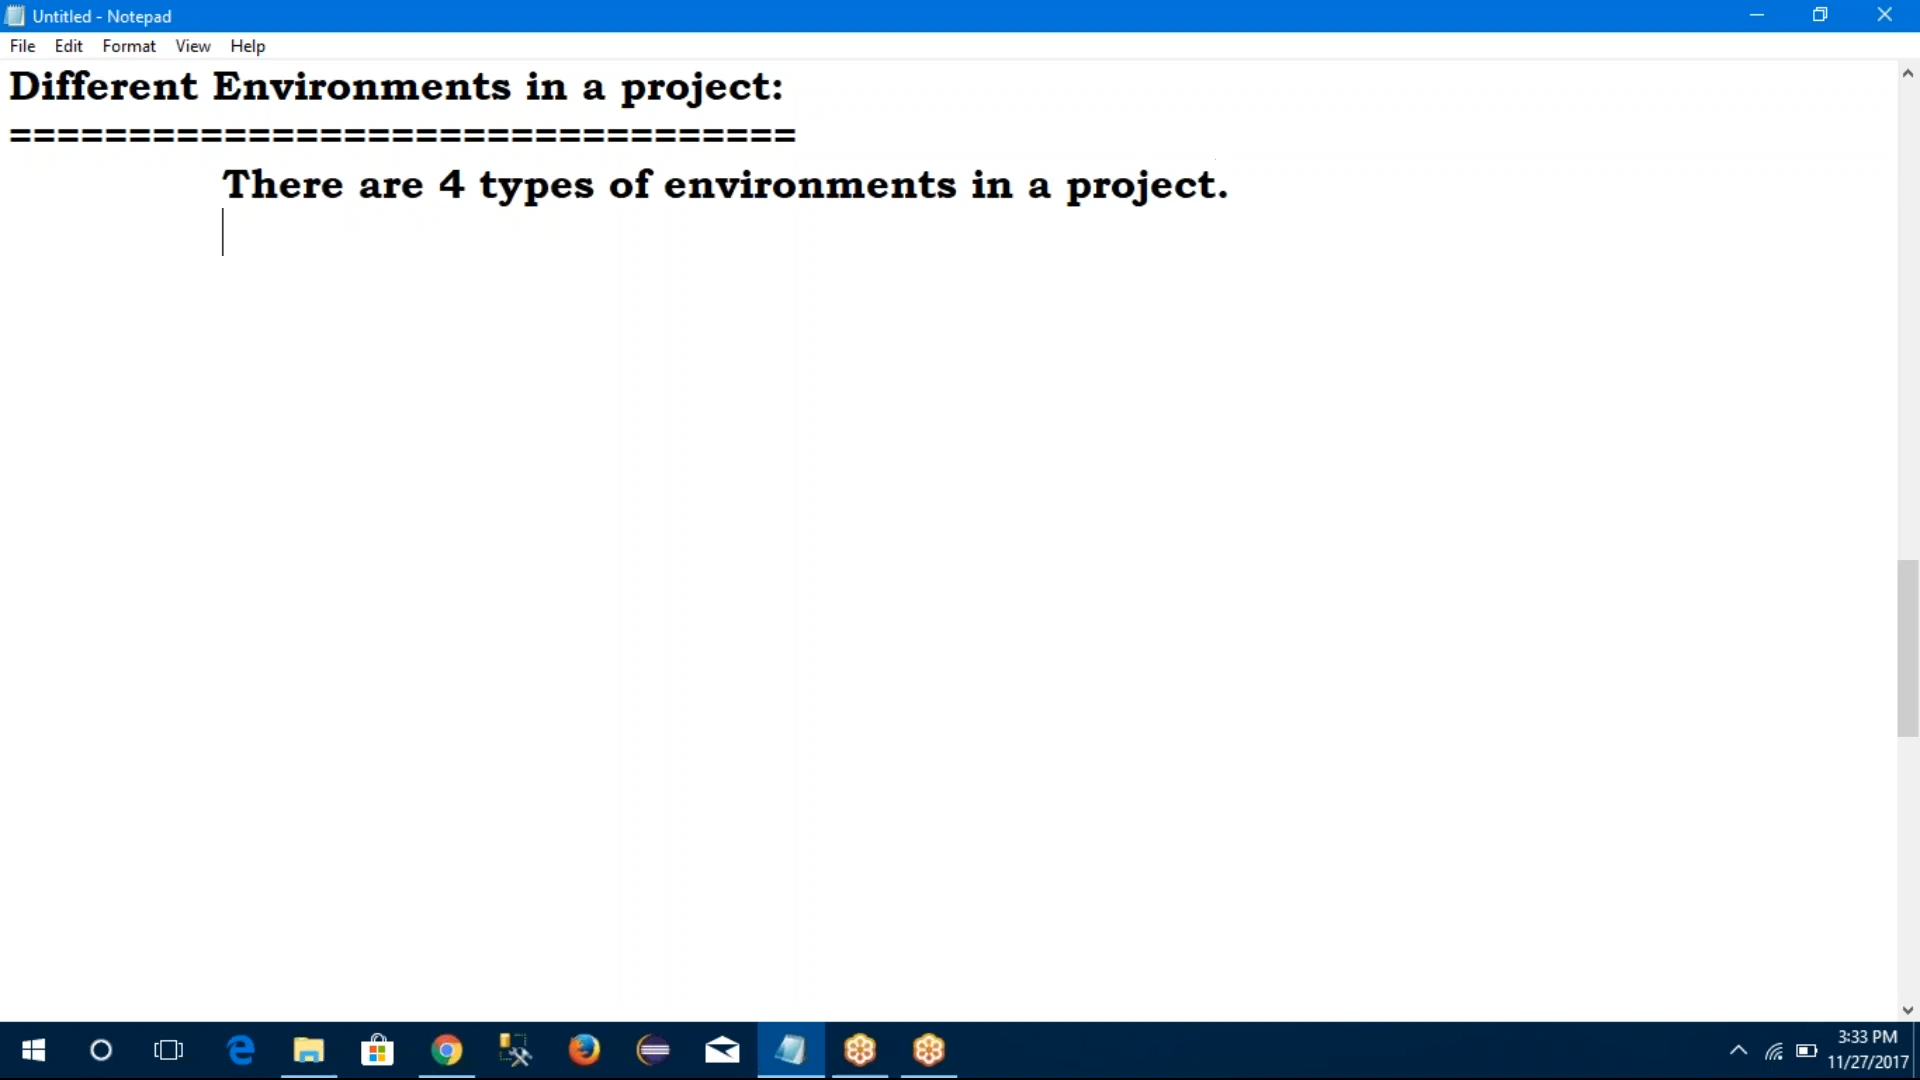 Untitled - Notepad
File Edit Format View Help
Different Environments in a project:
=================================
There are 4 types of environments in a project.
3:33 PM
11/27/2017